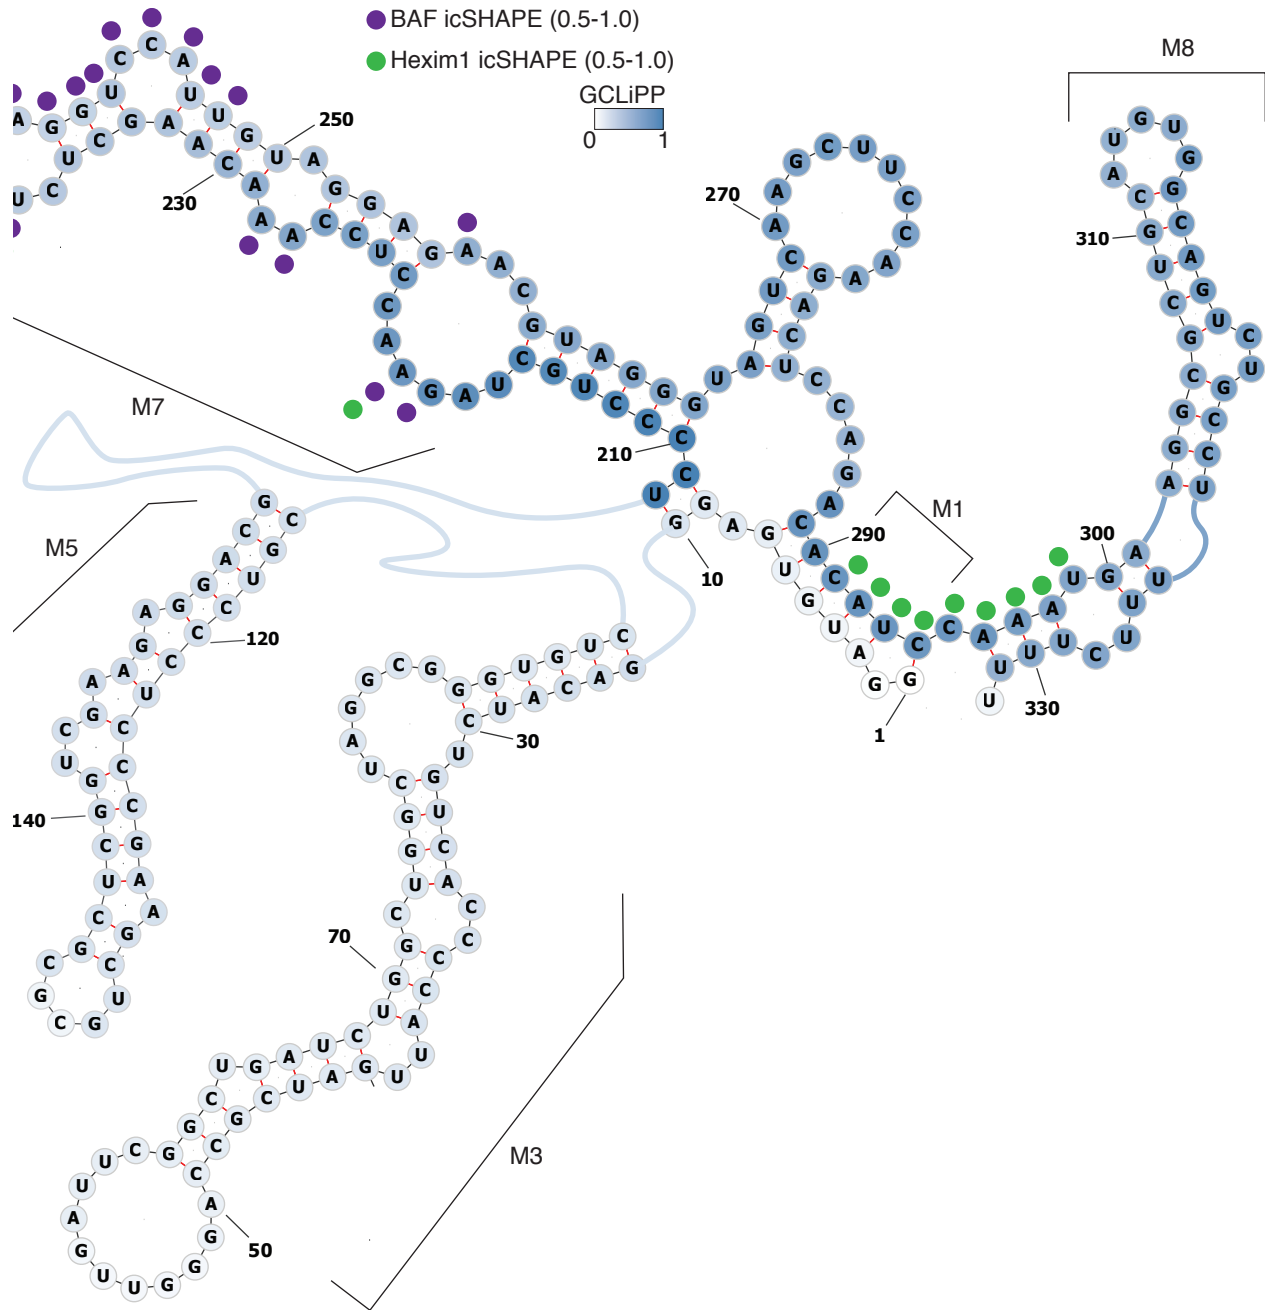 BAF icSHAPE (0.5-1.0)
Hexim1 icSHAPE (0.5-1.0)
GCLiPP
0 1
M8
250
230
270
310
M7
210
M1
290
300
M5
10
120
1
330
30
140
70
M3
50
A G G U C C A U U G U A G G A G A A C G U A G G G U A G U C A A G C U U C C A A G A C U C C A G A C A C A U C C A A A U G A
U C U C G A A C A A A C C U C C A A G A U C G U C C C C U
G G A G U G U A G G
A G G C G C U G C A U G U G G C A G U C U G C C U U U C U U U U
G C A G G A G A A G C U G G C U C G C G C G U C G A A G C C C U C C C U G C
C U G U G G C G G A U C G G U C G G C U A G U C U G C G G C U U A G U U G G G A C C G C U A G U U A C C C C A C U G U C U A C A G